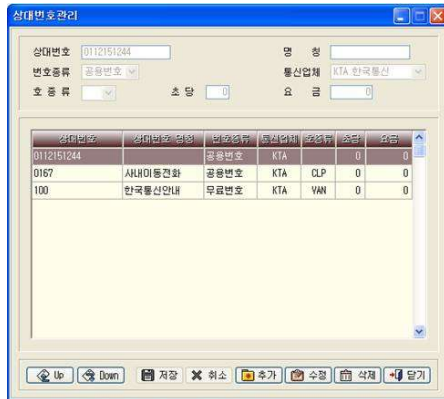 상대번호관리
상대번호 0112151244 명 칭
번호종류 공용번호 통신업체 KTA 한국통신
호 종 류 초 당 0 요 금 0
상대번호 상대번호 명칭 번호종류 통신업체 호종류 초당 요금
0112151244 공용번호 KTA 0 0
0167 사내이동전화 공용번호 KTA CLP 0 0
100 한국통신안내 무료번호 KTA VAN 0 0
Up Down 저장 취소 추가 수정 삭제 닫기